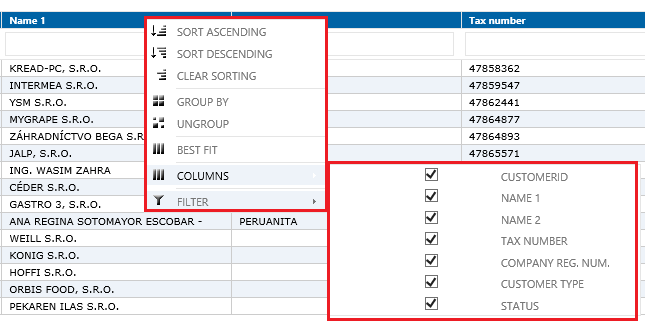 Name 1 Tax number
SORT ASCENDING
SORT DESCENDING
KREAD-PC, S.R.O. 47858362
CLEAR SORTING
INTERMEA S.R.O. 47859547
YSM S.R.O. GROUP BY 47862441
MYGRAPE S.R.O. UNGROUP 47864877
ZÁHRADNÍCTVO BEGA S.R.O 47864893
JALP, S.R.O. BEST FIT 47865571
ING. WASIM ZAHRA COLUMNS CUSTOMERID
CÉDER S.R.O. NAME 1
GASTRO 3, S.R.O. FILTER
ANA REGINA SOTOMAYOR ESCOBAR - PERUANITA NAME 2
WEILL S.R.O. TAX NUMBER
KONIG S.R.O. COMPANY REG. NUM.
HOFFI S.R.O.
ORBIS FOOD, S.R.O. CUSTOMER TYPE
PEKAREN ILAS S.R.O. STATUS